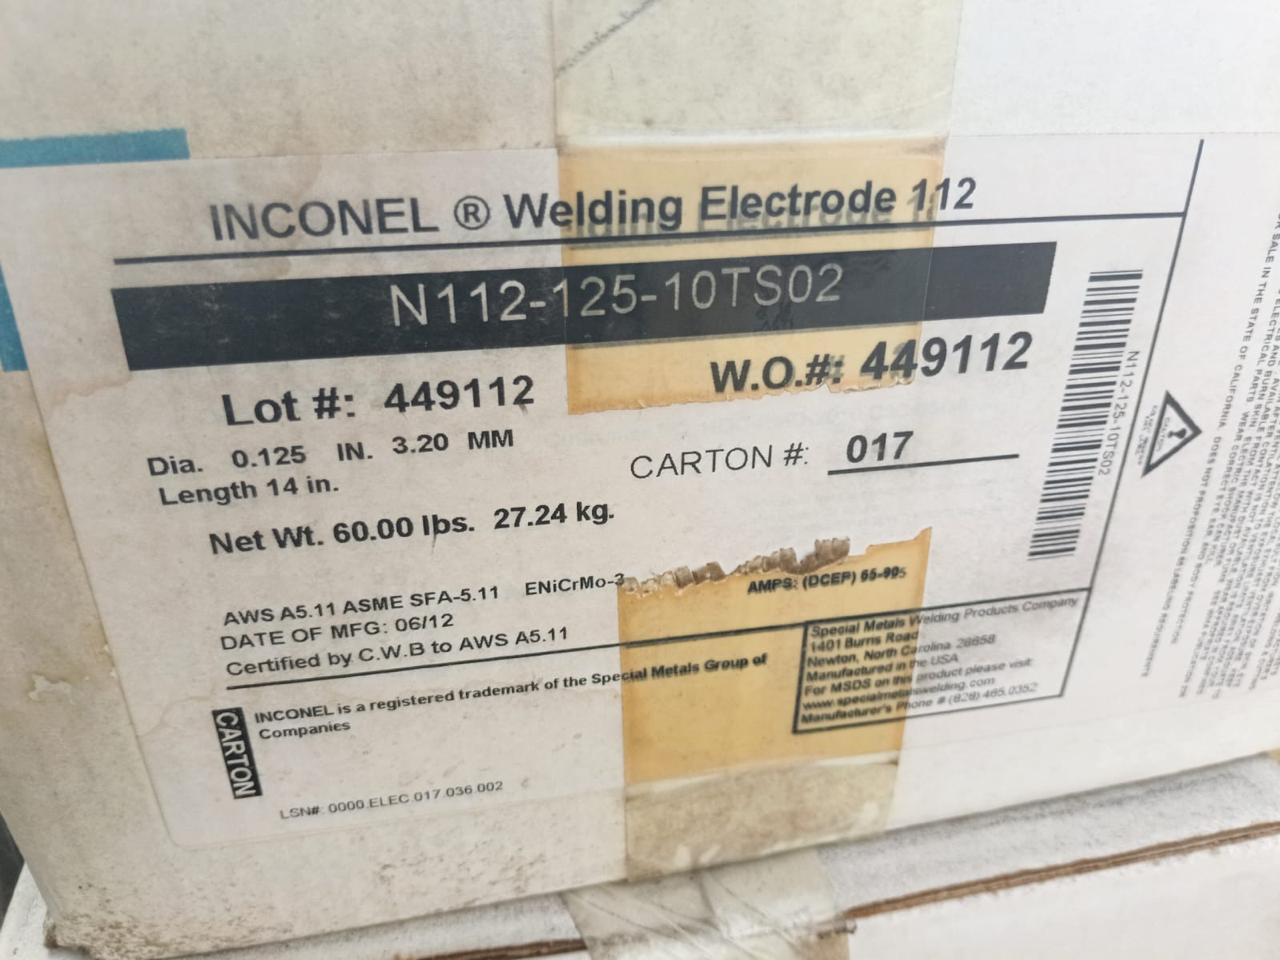 INCONEL ® Welding Electrode 112
N112-125-10TS02
Lot #: 449112
W.O.#: 449112
Dia. 0.125 IN. 3.20 MM
Length 14 in.
CARTON #: 017
Net Wt. 60.00 lbs. 27.24 kg.
AWS A5.11 ASME SFA-5.11 ENiCrMo-3
AMPS: (DCEP) 65-905
DATE OF MFG: 06/12
Certified by C.W.B to AWS A5.11
INCONEL is a registered trademark of the Special Metals Group of
Companies
CARTON
LSN#: 0000.ELEC.017.036.002
Special Metals Welding Products Company
1401 Burns Road
Newton, North Carolina 28658
Manufactured in the USA
For MSDS on this product please visit:
www.specialmetalswelding.com
Manufacturer's Phone # (828) 465.0352
N112-125-10TS02